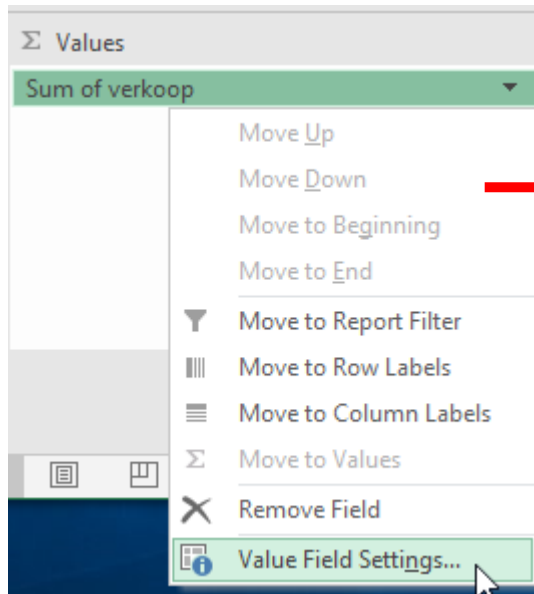 Σ Values
Sum of verkoop
Move Up
Move Down
Move to Beginning
Move to End
Move to Report Filter
Move to Row Labels
Move to Column Labels
Σ Move to Values
Remove Field
Value Field Settings...